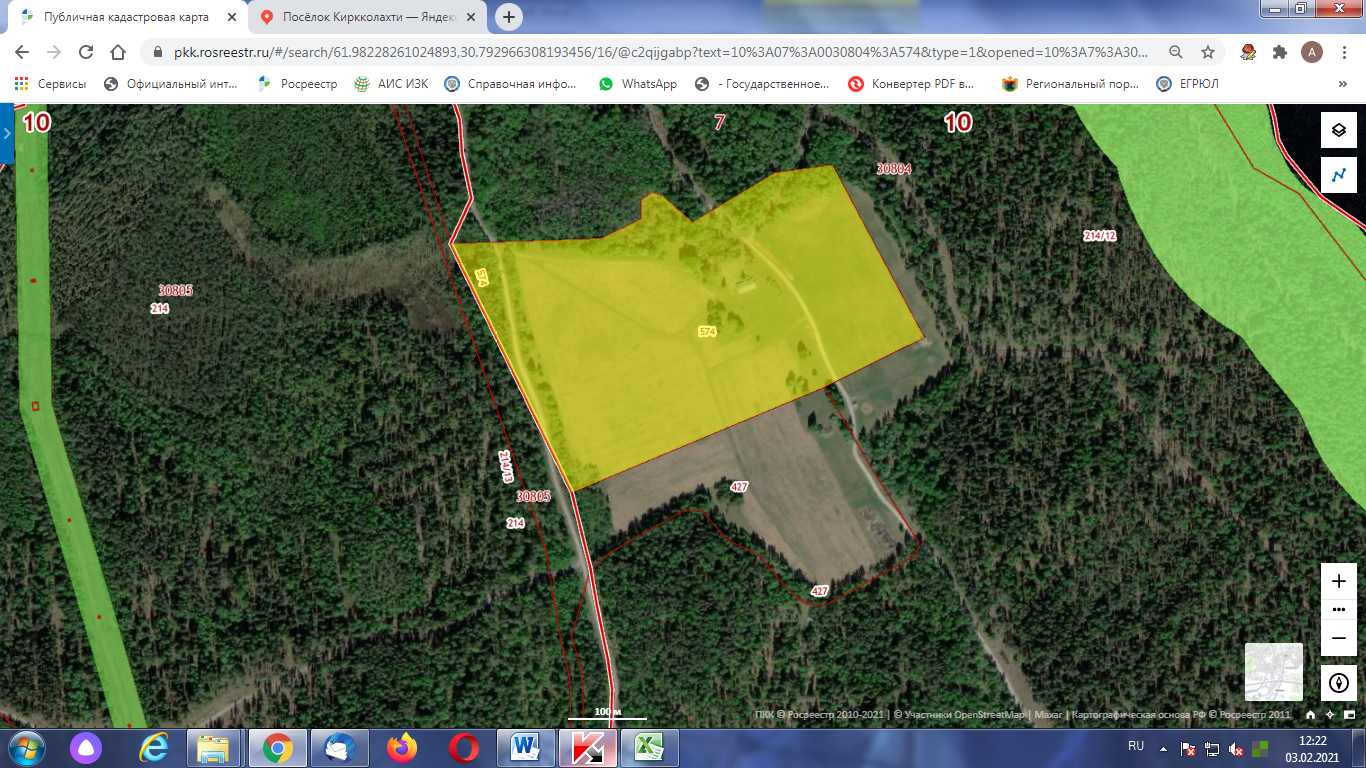 Публичная кадастровая карта
Посёлок Киркколахти — Яндекс
pkk.rosreestr.ru/#/search/61.98228261024893,30.792966308193456/16/@c2qijgabp?text=10%3A07%3A0030804%3A574&type=1&opened=10%3A7%3A30...
A
Сервисы
Официальный инт...
Росреестр
АИС ИЗК
Справочная инфо...
WhatsApp
- Государственное...
Конвертер PDF в...
Региональный пор...
ЕГРЮЛ
»
10
7
10
30804
214/12
574
30805
214
574
214/13
30805
427
214
427
100 м
ПКК © Росреестр 2010-2021 | © Участники OpenStreetMap | Maxar | Картографическая основа РФ © Росреестр 2011
RU
12:22
03.02.2021